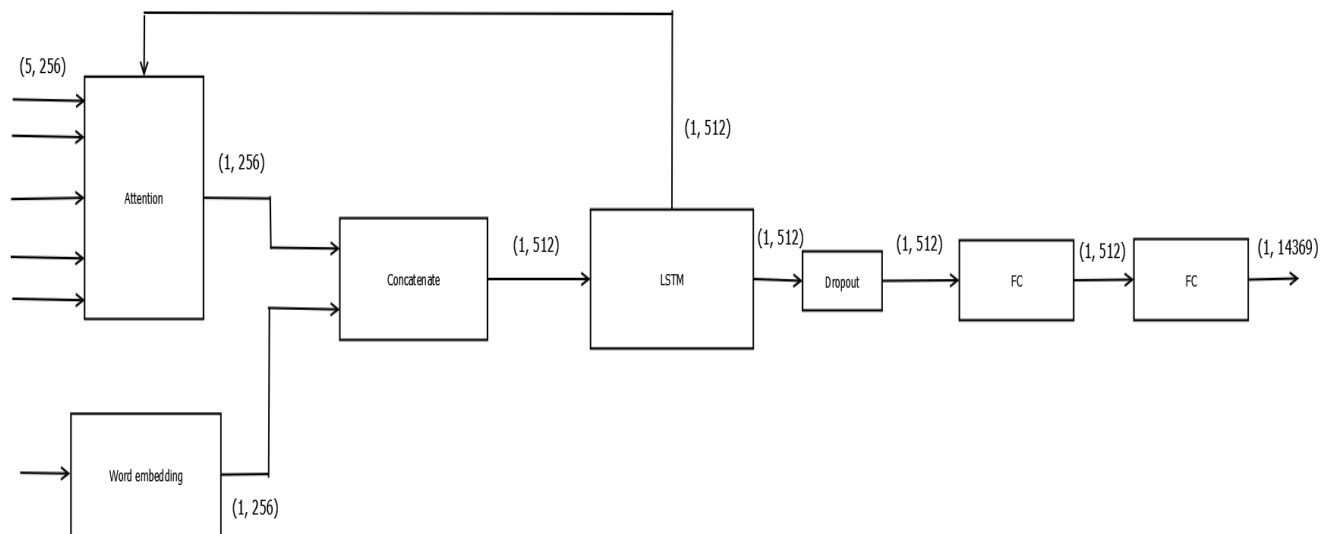 (5, 256)
Attention
(1, 256)
(1, 512)
Concatenate
(1, 512)
LSTM
(1, 512)
Dropout
(1, 512)
FC
(1, 512)
FC
(1, 14369)
Word embedding
(1, 256)